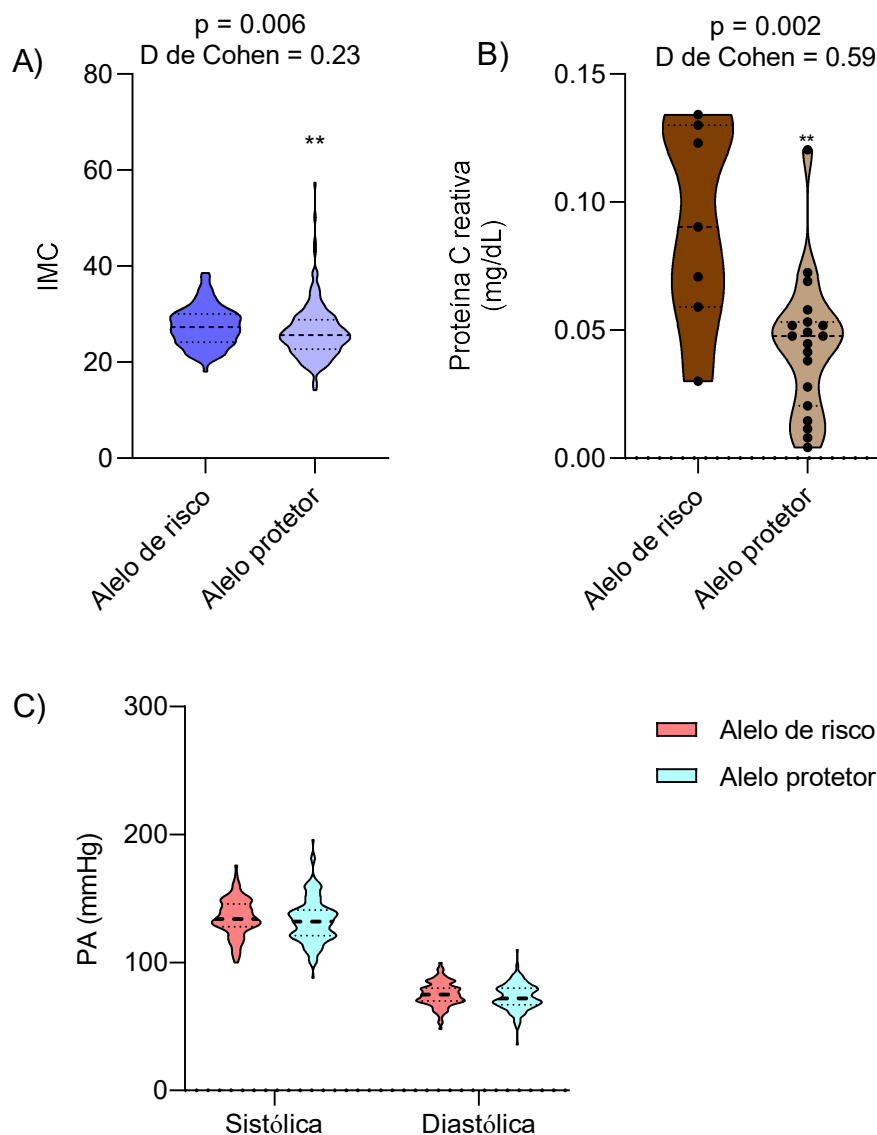 A)
p = 0.006
D de Cohen = 0.23
80
60
40
20
0
IMC
**
Alelo de risco
Alelo protetor
B)
p = 0.002
D de Cohen = 0.59
0.15
0.10
0.05
0.00
Proteína C reativa
(mg/dL)
**
Alelo de risco
Alelo protetor
C)
300
200
100
0
PA (mmHg)
Sistólica
Diastólica
Alelo de risco
Alelo protetor